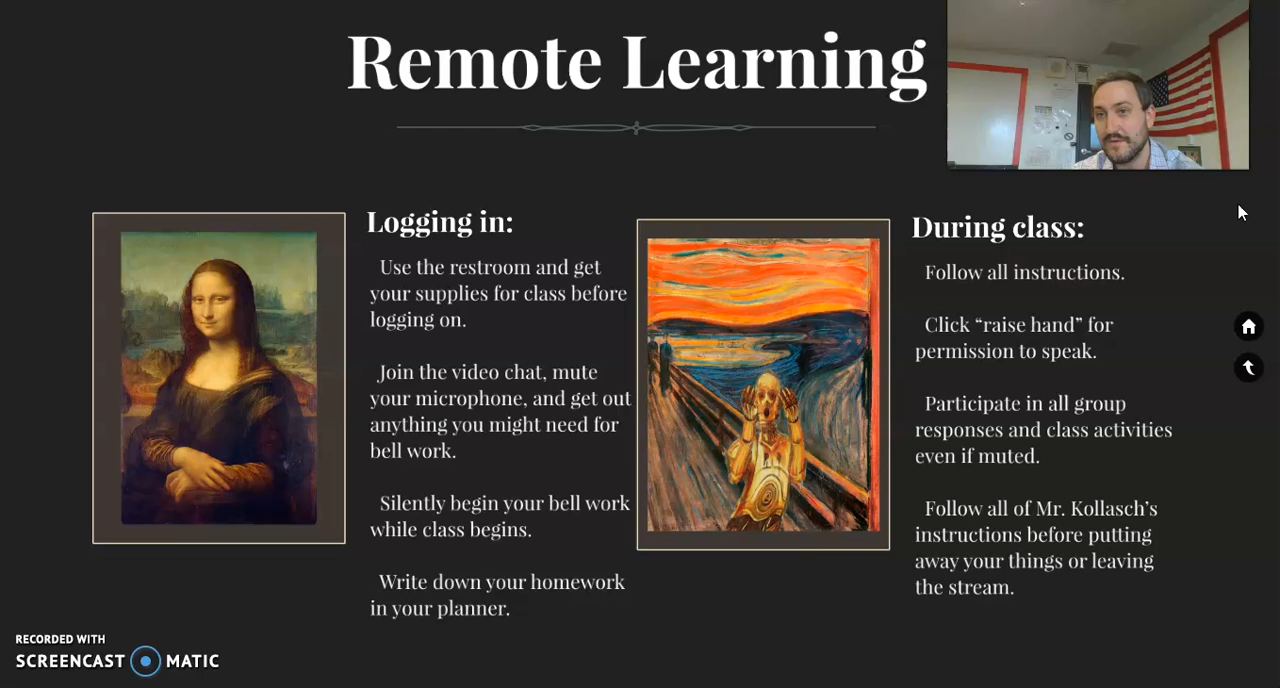 Remote Learning
Logging in:
Use the restroom and get
your supplies for class before
logging on.
Join the video chat, mute
your microphone, and get out
anything you might need for
bell work.
Silently begin your bell work
while class begins.
Write down your homework
in your planner.
During class:
Follow all instructions.
Click “raise hand” for
permission to speak.
Participate in all group
responses and class activities
even if muted.
Follow all of Mr. Kollasch’s
instructions before putting
away your things or leaving
the stream.
RECORDED WITH
SCREENCAST MATIC